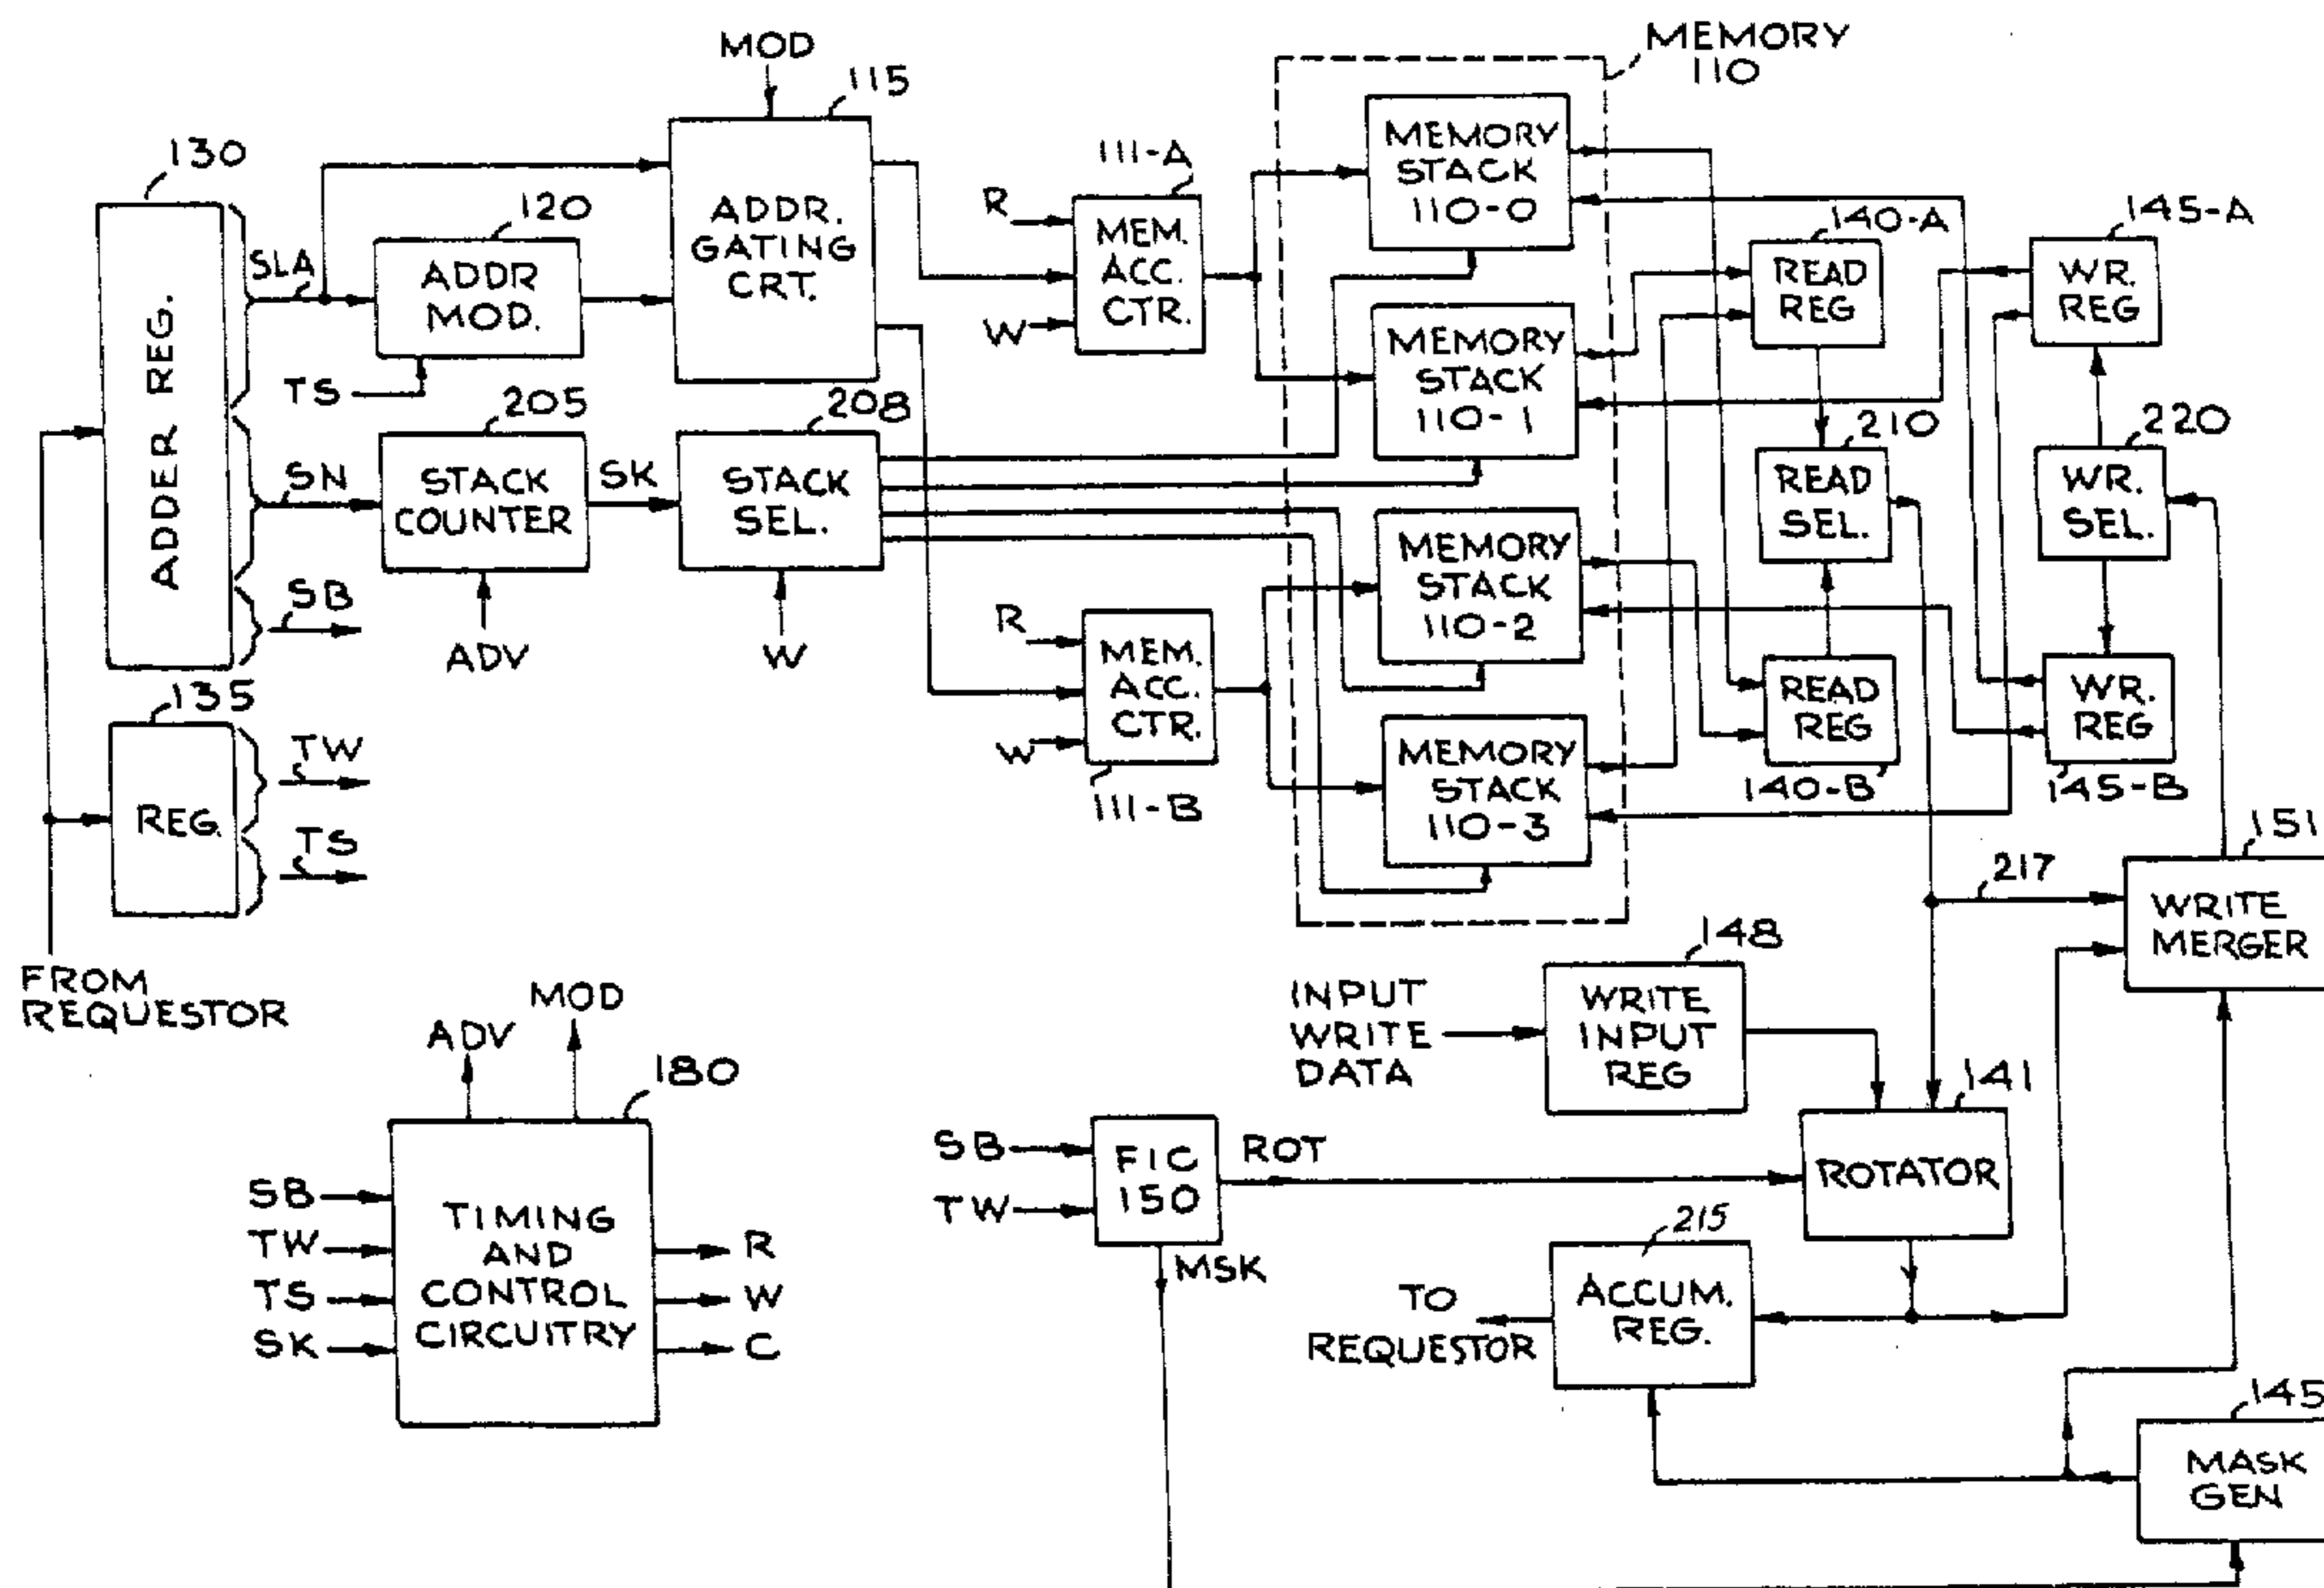 MOD
115
MEMORY
110
130
ADDER REG.
SLA
120
ADDR
MOD.
TS
ADDR.
GATING
CRT.
111-A
R
MEM.
ACC.
CTR.
W
MEMORY
STACK
110-0
MEMORY
STACK
110-1
MEMORY
STACK
110-2
MEMORY
STACK
110-3
140-A
READ
REG
145-A
WR.
REG
SN
205
STACK
COUNTER
ADV
SK
208
STACK
SEL.
W
210
READ
SEL.
220
WR.
SEL.
SB
R
MEM.
ACC.
CTR.
W
111-B
READ
REG
140-B
WR.
REG
145-B
135
REG.
TW
TS
FROM
REQUESTOR
217
151
WRITE
MERGER
148
INPUT
WRITE
DATA
WRITE
INPUT
REG
ADV
MOD
180
SB
TW
TS
SK
TIMING
AND
CONTROL
CIRCUITRY
R
W
C
SB
TW
FIC
150
ROT
MSK
141
ROTATOR
215
ACCUM.
REG.
TO
REQUESTOR
145
MASK
GEN